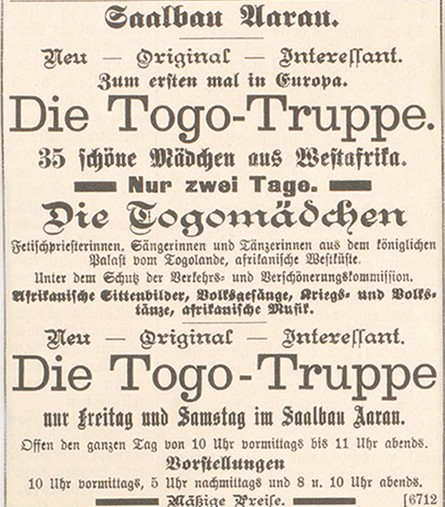 Saalbau Aarau.
Neu — Original — Interessant.
Zum ersten mal in Europa.
Die Togo-Truppe.
35 schöne Mädchen aus Westafrika.
Nur zwei Tage.
Die Togomädchen
Fetischpriesterinnen, Sängerinnen und Tänzerinnen aus dem königlichen
Palast vom Togolande, afrikanische Westküste.
Unter dem Schutz der Verkehrs- und Verschönerungskommission.
Afrikanische Sittenbilder, Volksgesänge, Kriegs- und Volks-
tänze, afrikanische Musik.
Neu — Original — Interessant.
Die Togo-Truppe
nur Freitag und Samstag im Saalbau Aarau.
Offen den ganzen Tag von 10 Uhr vormittags bis 11 Uhr abends.
Vorstellungen
10 Uhr vormittags, 5 Uhr nachmittags und 8 u. 10 Uhr abends.
Mäßige Preise. [6712